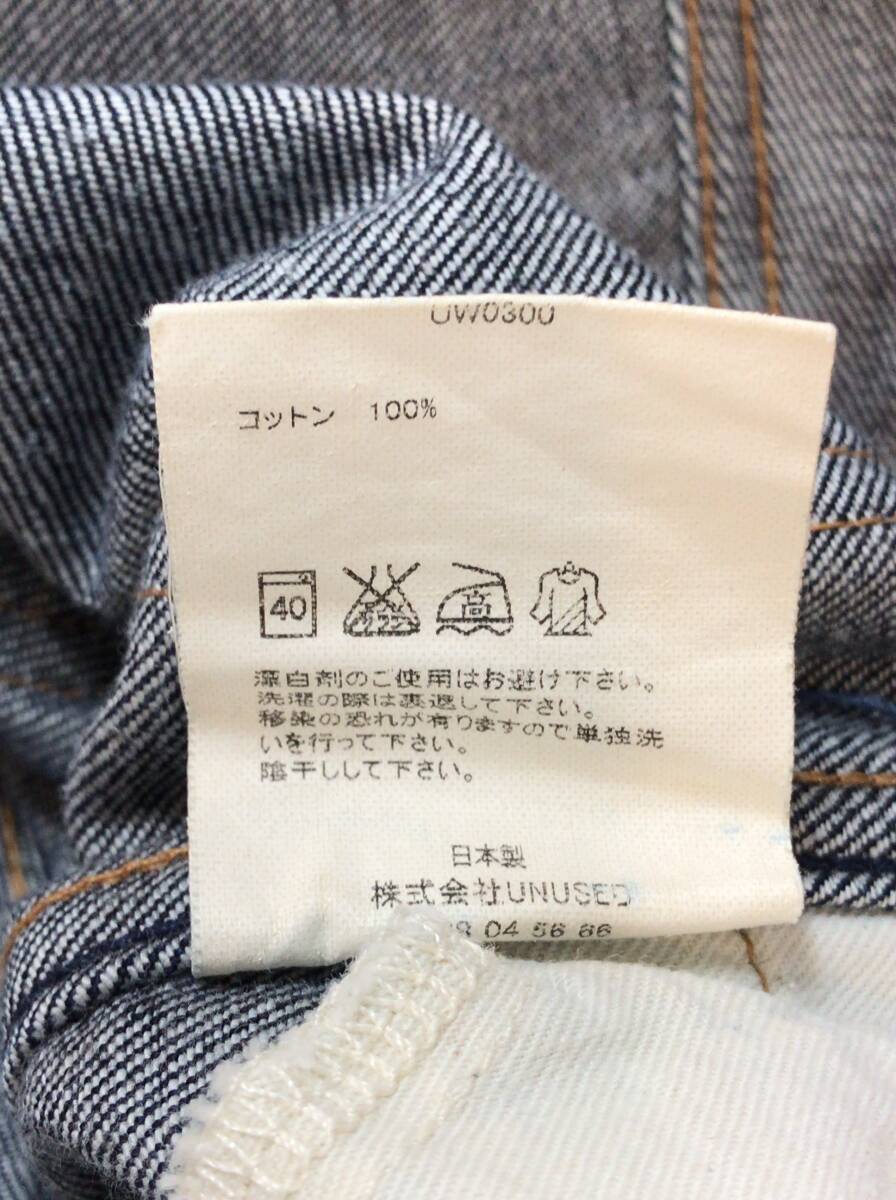 UW0300
コットン 100%
40
高
漂白剤のご使用はお避け下さい。
洗濯の際は裏返して下さい。
移染の恐れが有りますので単独洗
いを行って下さい。
陰干しして下さい。
日本製
株式会社UNUSED
04 56 66